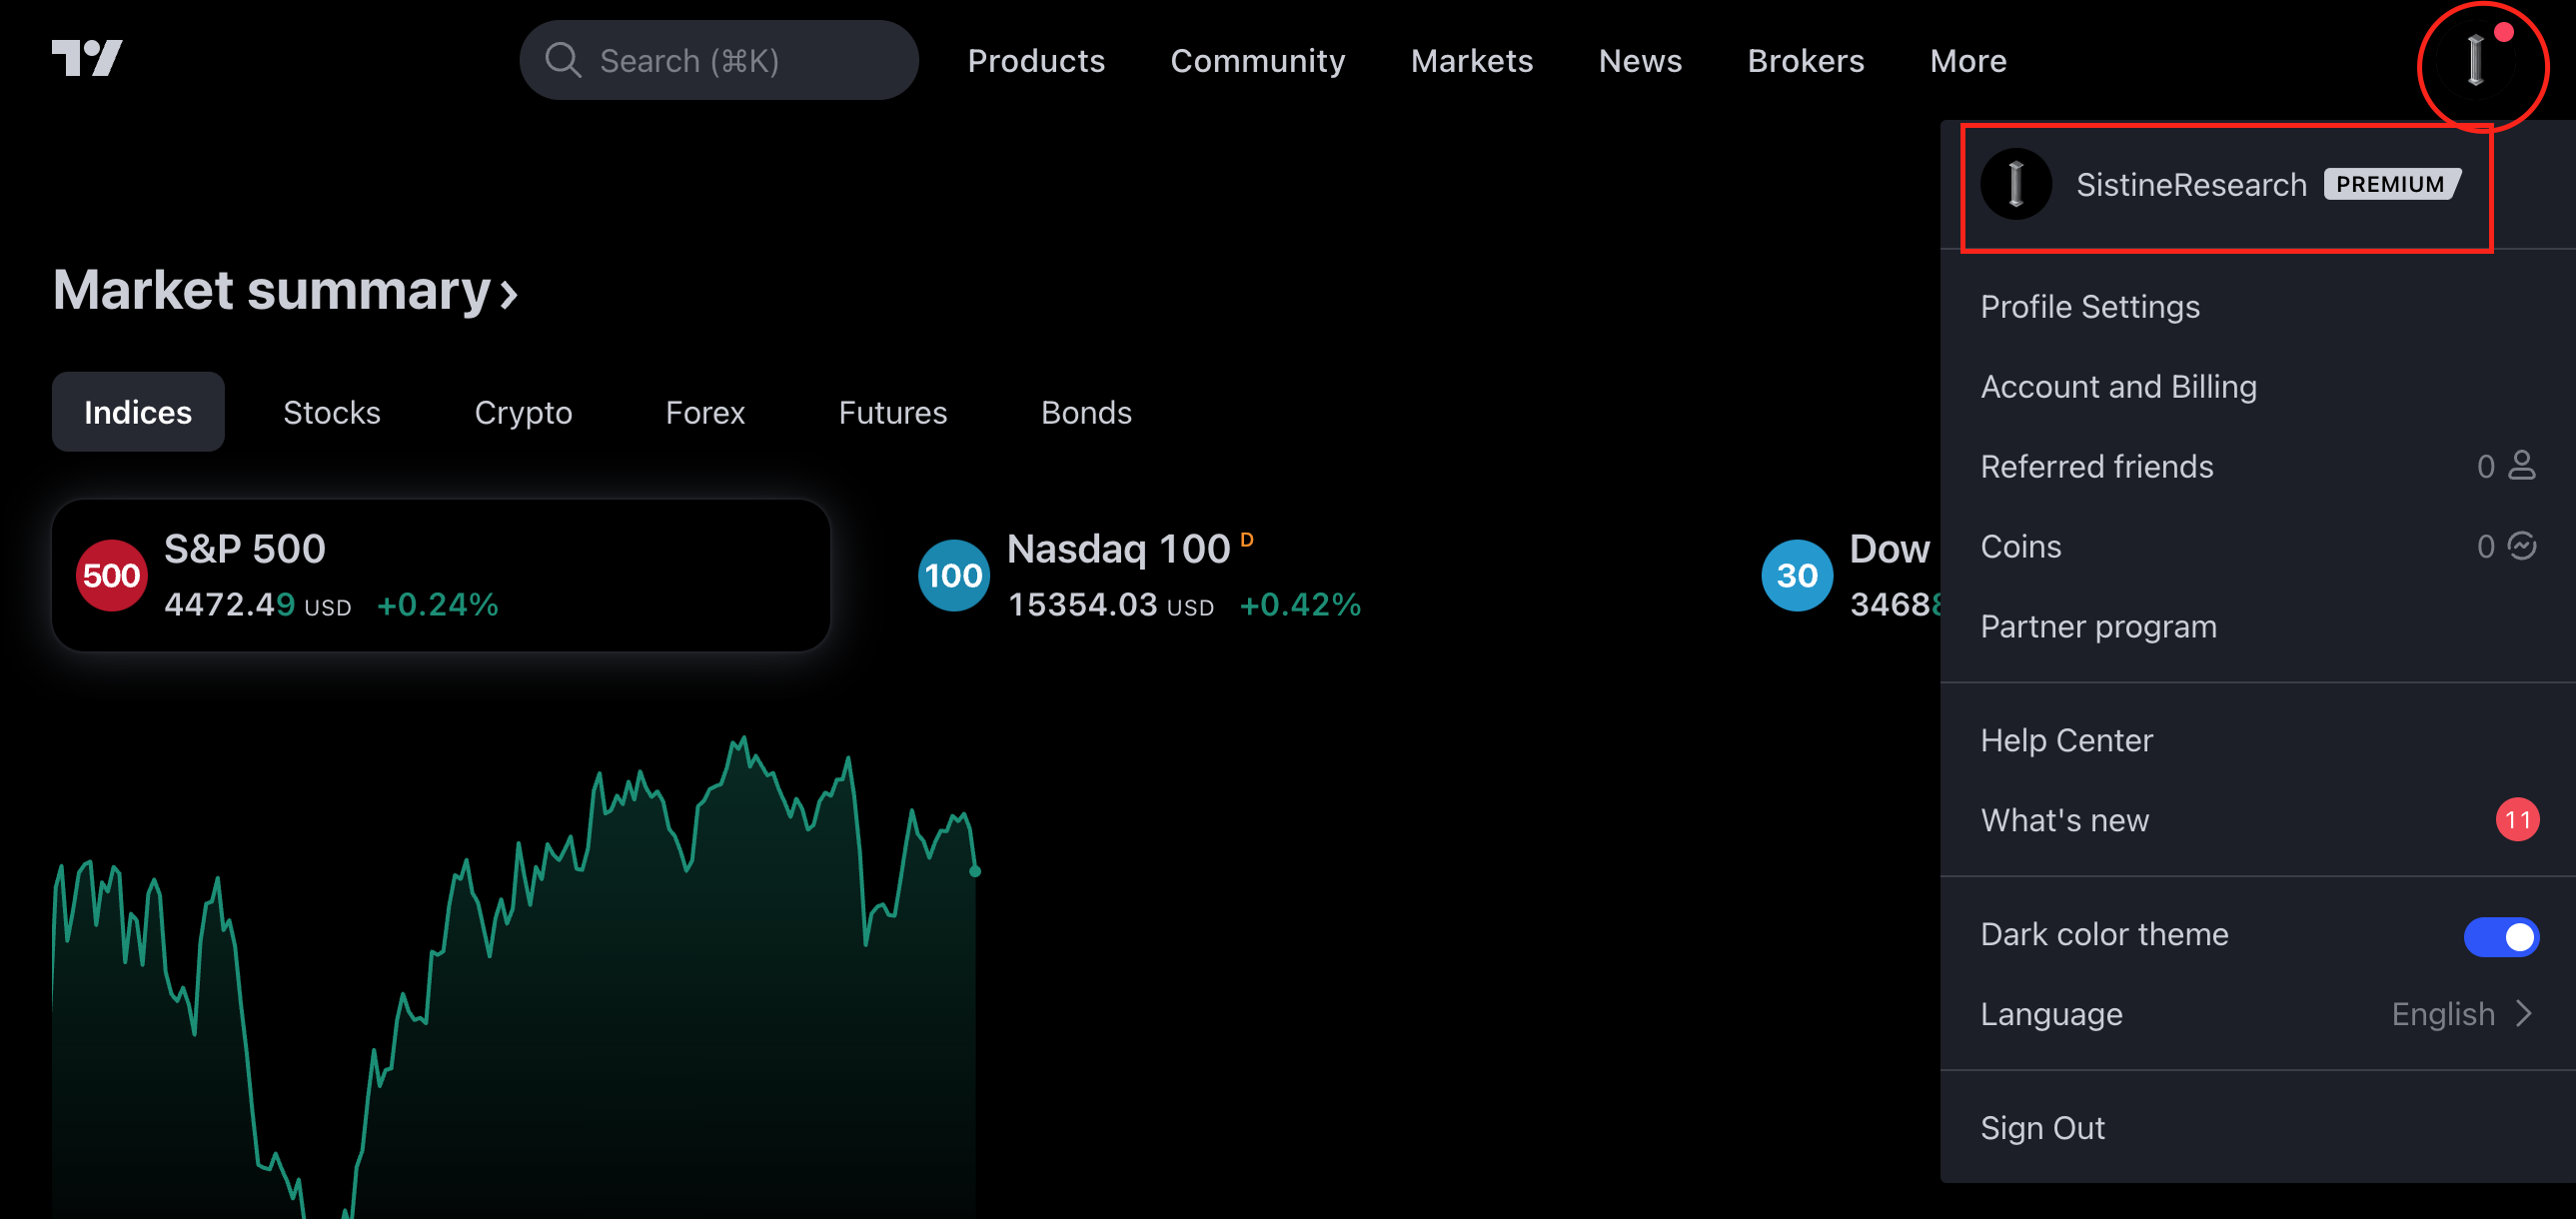 Search (⌘K)
Products
Community
Markets
News
Brokers
More
SistineResearch PREMIUM
Market summary
Indices
Stocks
Crypto
Forex
Futures
Bonds
500
S&P 500
4472.49 USD +0.24%
100
Nasdaq 100 D
15354.03 USD +0.42%
30
Dow
34688
Profile Settings
Account and Billing
Referred friends 0
Coins 0
Partner program
Help Center
What's new 11
Dark color theme
Language English
Sign Out